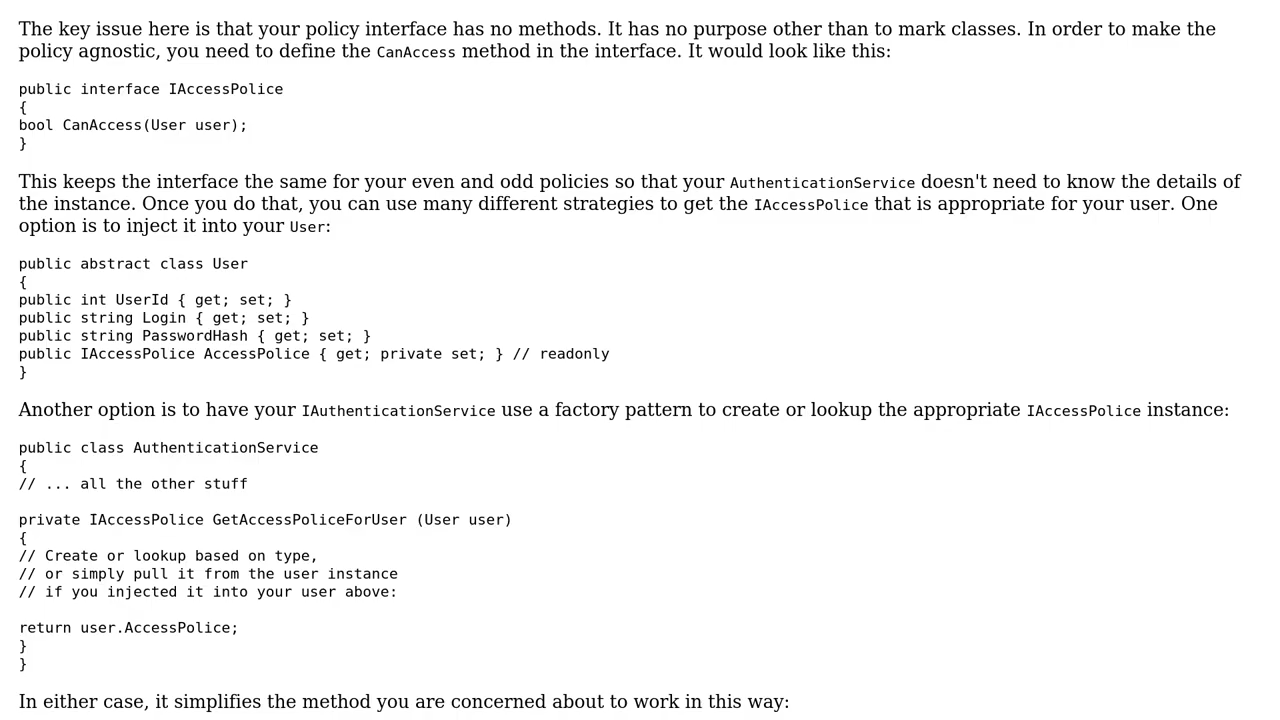 The key issue here is that your policy interface has no methods. It has no purpose other than to mark classes. In order to make the
policy agnostic, you need to define the CanAccess method in the interface. It would look like this:
public interface IAccessPolice
{
bool CanAccess(User user);
}
This keeps the interface the same for your even and odd policies so that your AuthenticationService doesn't need to know the details of
the instance. Once you do that, you can use many different strategies to get the IAccessPolice that is appropriate for your user. One
option is to inject it into your User:
public abstract class User
{
public int UserId { get; set; }
public string Login { get; set; }
public string PasswordHash { get; set; }
public IAccessPolice AccessPolice { get; private set; } // readonly
}
Another option is to have your IAuthenticationService use a factory pattern to create or lookup the appropriate IAccessPolice instance:
public class AuthenticationService
{
// ... all the other stuff
private IAccessPolice GetAccessPoliceForUser (User user)
{
// Create or lookup based on type,
// or simply pull it from the user instance
// if you injected it into your user above:
return user.AccessPolice;
}
}
In either case, it simplifies the method you are concerned about to work in this way: